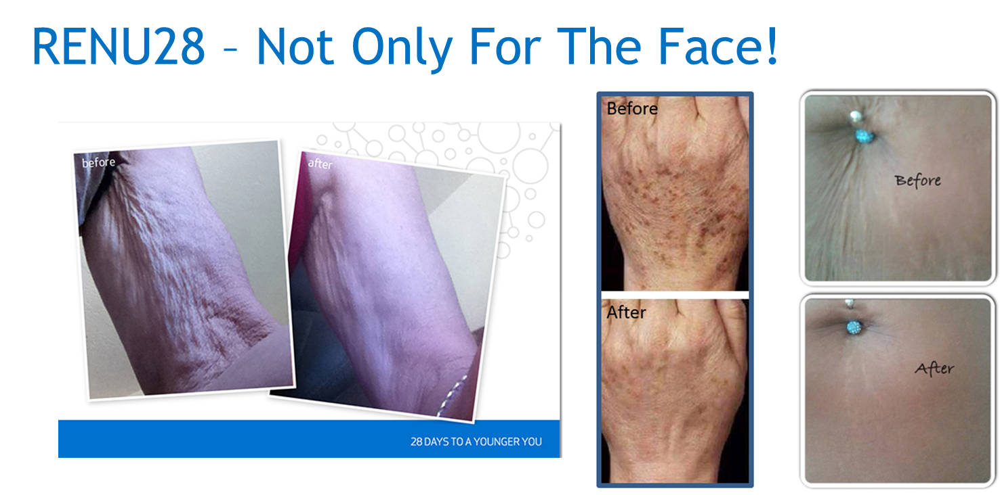 RENU28 – Not Only For The Face!
before
after
28 DAYS TO A YOUNGER YOU
Before
After
Before
After